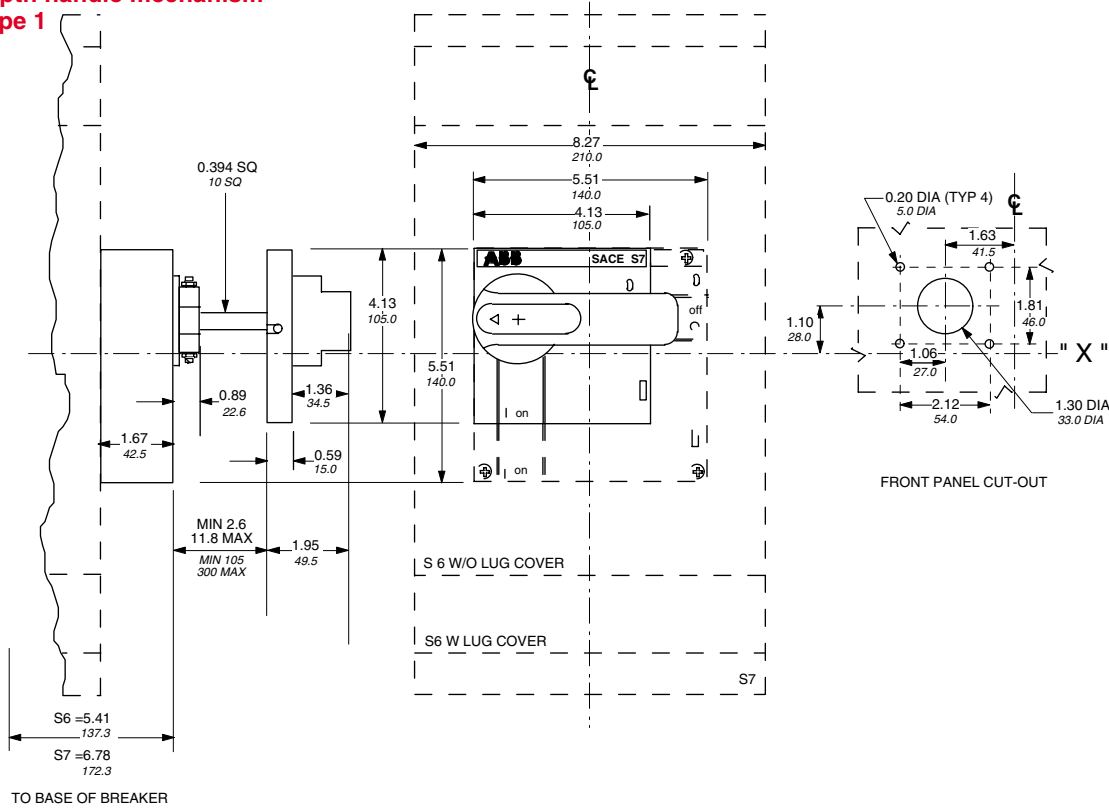 pth handle mechanism
pe 1
℄
8.27
210.0
5.51
140.0
4.13
105.0
0.394 SQ
10 SQ
0.20 DIA (TYP 4)
5.0 DIA
℄
1.63
41.5
ABB SACE S7
off
4.13
105.0
5.51
140.0
1.10
28.0
1.81
46.0
" X "
1.06
27.0
2.12
54.0
1.30 DIA
33.0 DIA
0.89
22.6
1.36
34.5
I on
1.67
42.5
0.59
15.0
I on
FRONT PANEL CUT-OUT
MIN 2.6
11.8 MAX
MIN 105
300 MAX
1.95
49.5
S 6 W/O LUG COVER
S6 W LUG COVER
S7
S6 =5.41
137.3
S7 =6.78
172.3
TO BASE OF BREAKER